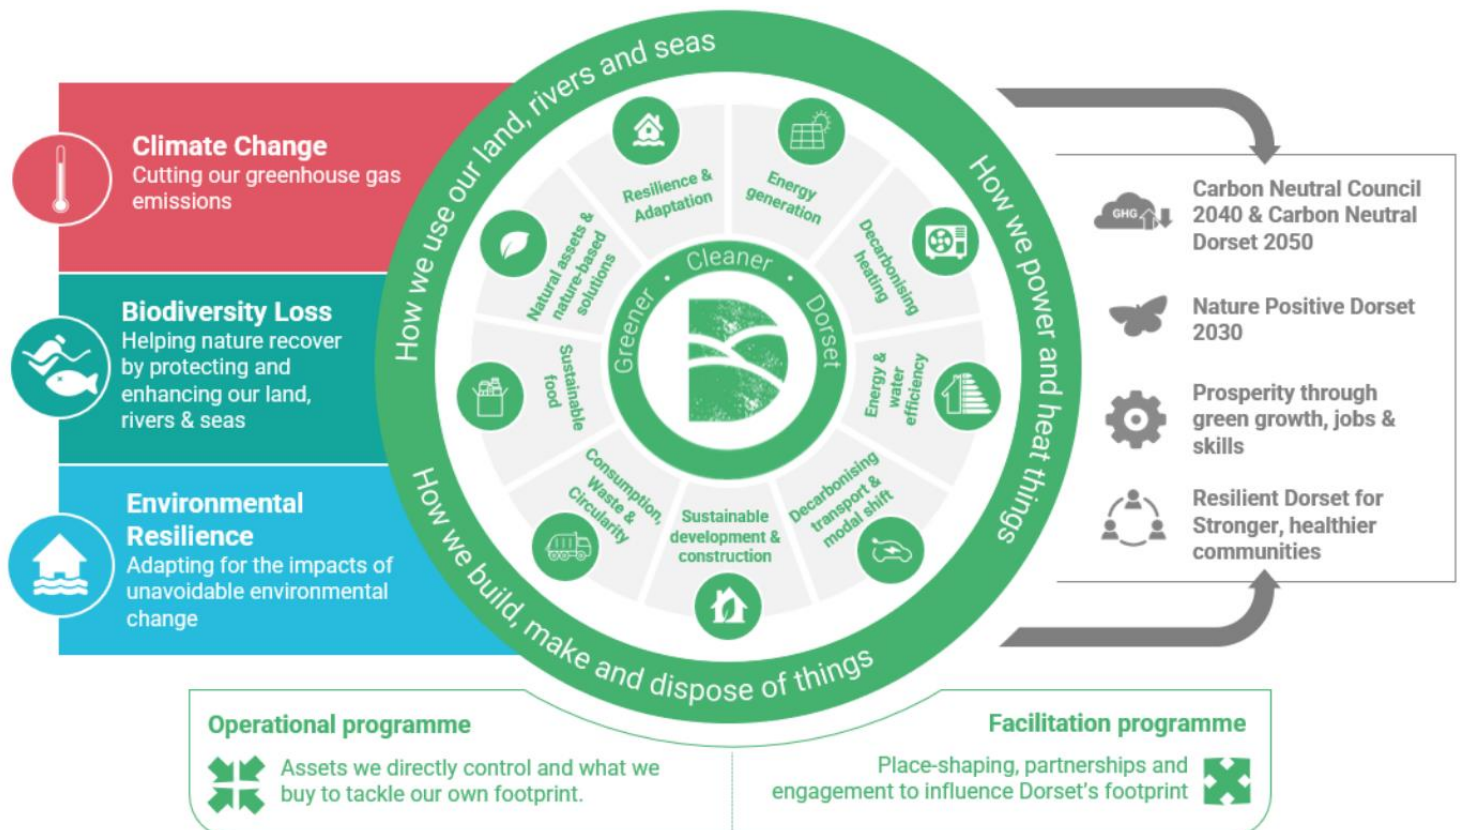 Climate Change
Cutting our greenhouse gas
emissions
Biodiversity Loss
Helping nature recover
by protecting and
enhancing our land,
rivers & seas
Environmental
Resilience
Adapting for the impacts of
unavoidable environmental
change
How we use our land, rivers and seas
How we power and heat things
How we build, make and dispose of things
Resilience &
Adaptation
Energy
generation
Decarbonising
heating
Energy &
water
efficiency
Decarbonising
transport &
modal shift
Sustainable
development &
construction
Consumption,
Waste &
Circularity
Sustainable
food
Natural assets &
nature-based
solutions
Greener • Cleaner • Dorset
GHG
Carbon Neutral Council
2040 & Carbon Neutral
Dorset 2050
Nature Positive Dorset
2030
Prosperity through
green growth, jobs &
skills
Resilient Dorset for
Stronger, healthier
communities
Operational programme
Assets we directly control and what we
buy to tackle our own footprint.
Facilitation programme
Place-shaping, partnerships and
engagement to influence Dorset's footprint